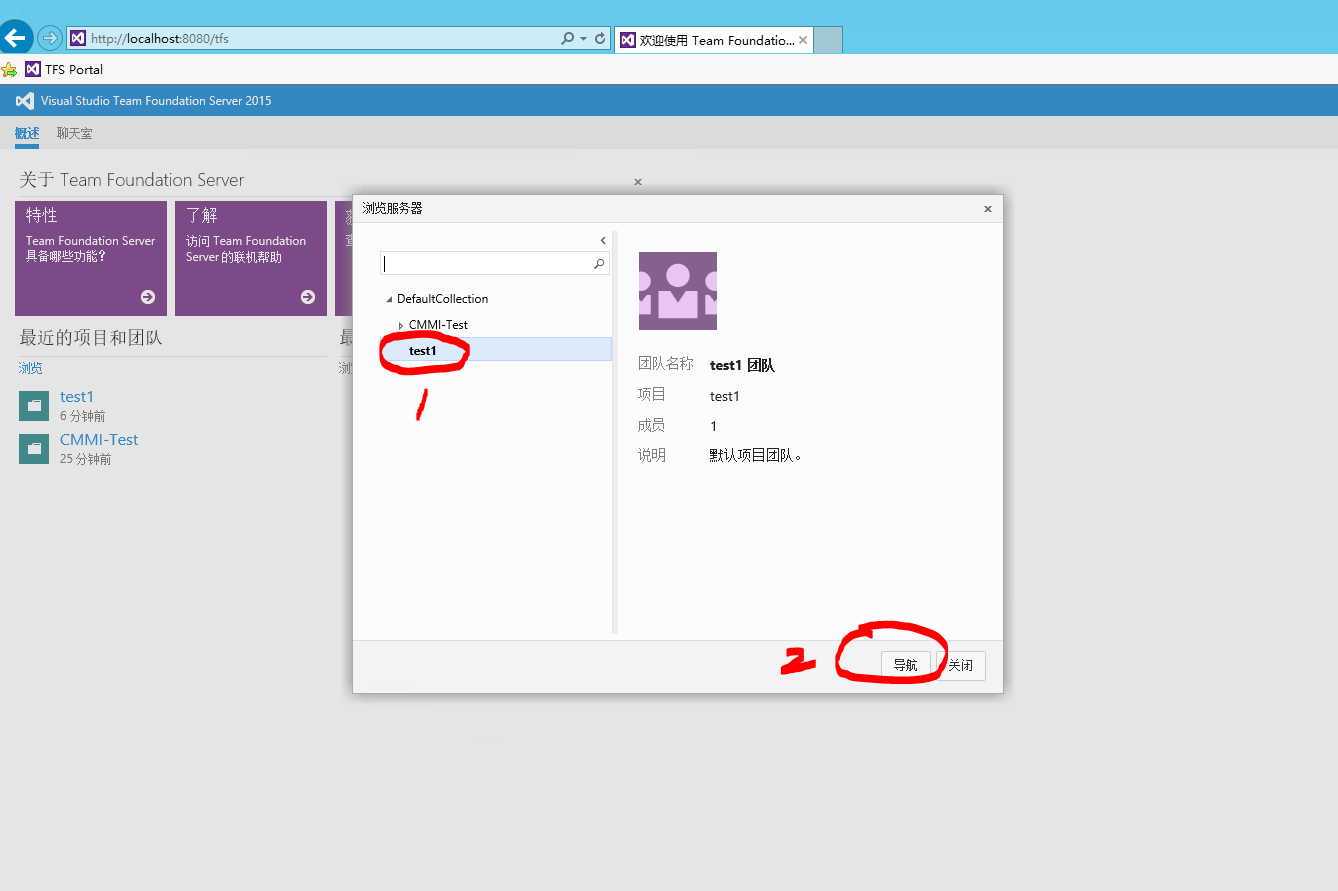 http://localhost:8080/tfs
欢迎使用 Team Foundatio...
TFS Portal
Visual Studio Team Foundation Server 2015
概述
聊天室
关于 Team Foundation Server
特性
Team Foundation Server
具备哪些功能?
了解
访问 Team Foundation
Server 的联机帮助
最近的项目和团队
浏览
test1
6 分钟前
CMMI-Test
25 分钟前
浏览服务器
DefaultCollection
CMMI-Test
test1
1
团队名称 test1 团队
项目 test1
成员 1
说明 默认项目团队。
2
导航
关闭